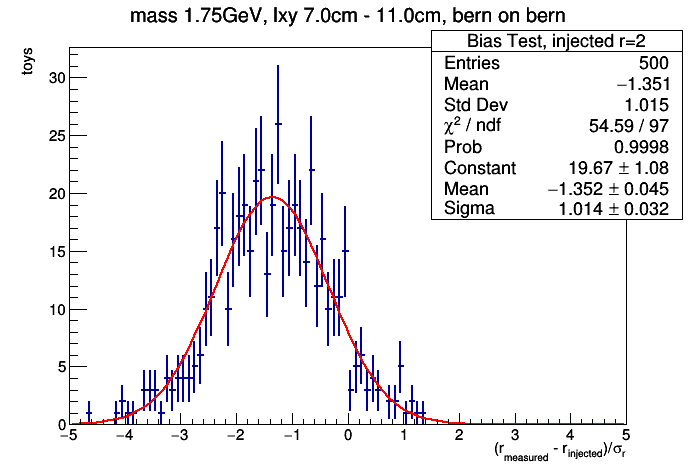 mass 1.75GeV, lxy 7.0cm - 11.0cm, bern on bern
Bias Test, injected r=2
Entries 500
Mean −1.351
Std Dev 1.015
χ² / ndf 54.59 / 97
Prob 0.9998
Constant 19.67 ± 1.08
Mean −1.352 ± 0.045
Sigma 1.014 ± 0.032
toys
30
25
20
15
10
5
0
−5 −4 −3 −2 −1 0 1 2 3 4 5
(r_measured - r_injected)/σ_r